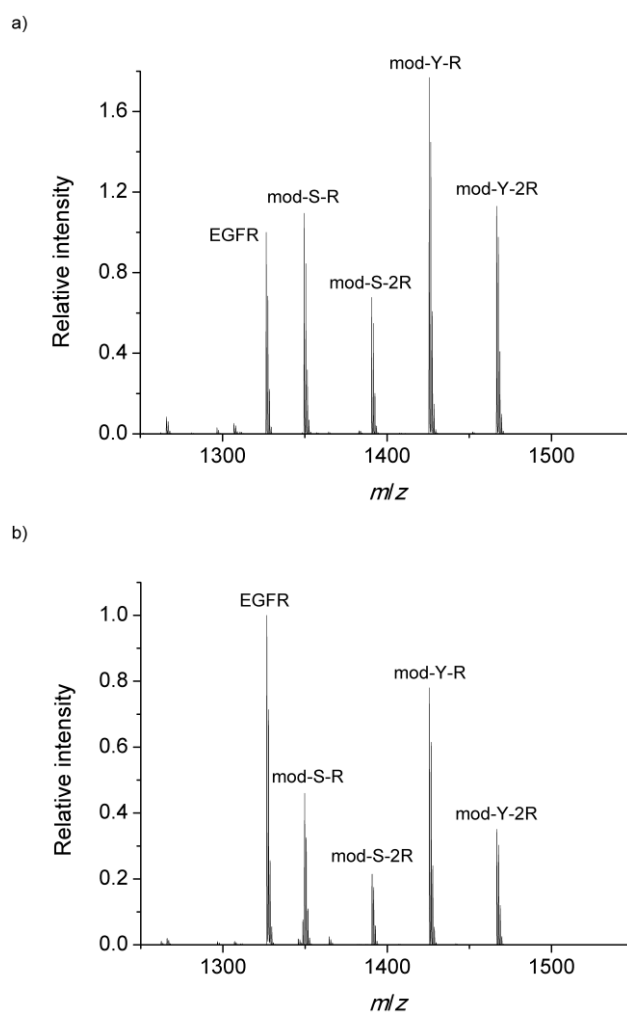 a)
mod-Y-R
1.6
mod-S-R
mod-Y-2R
1.2
EGFR
mod-S-2R
0.8
0.4
0.0
Relative intensity
1300 1400 1500
m/z
b)
EGFR
1.0
mod-Y-R
0.8
mod-S-R
0.6
mod-Y-2R
0.4
mod-S-2R
0.2
0.0
Relative intensity
1300 1400 1500
m/z